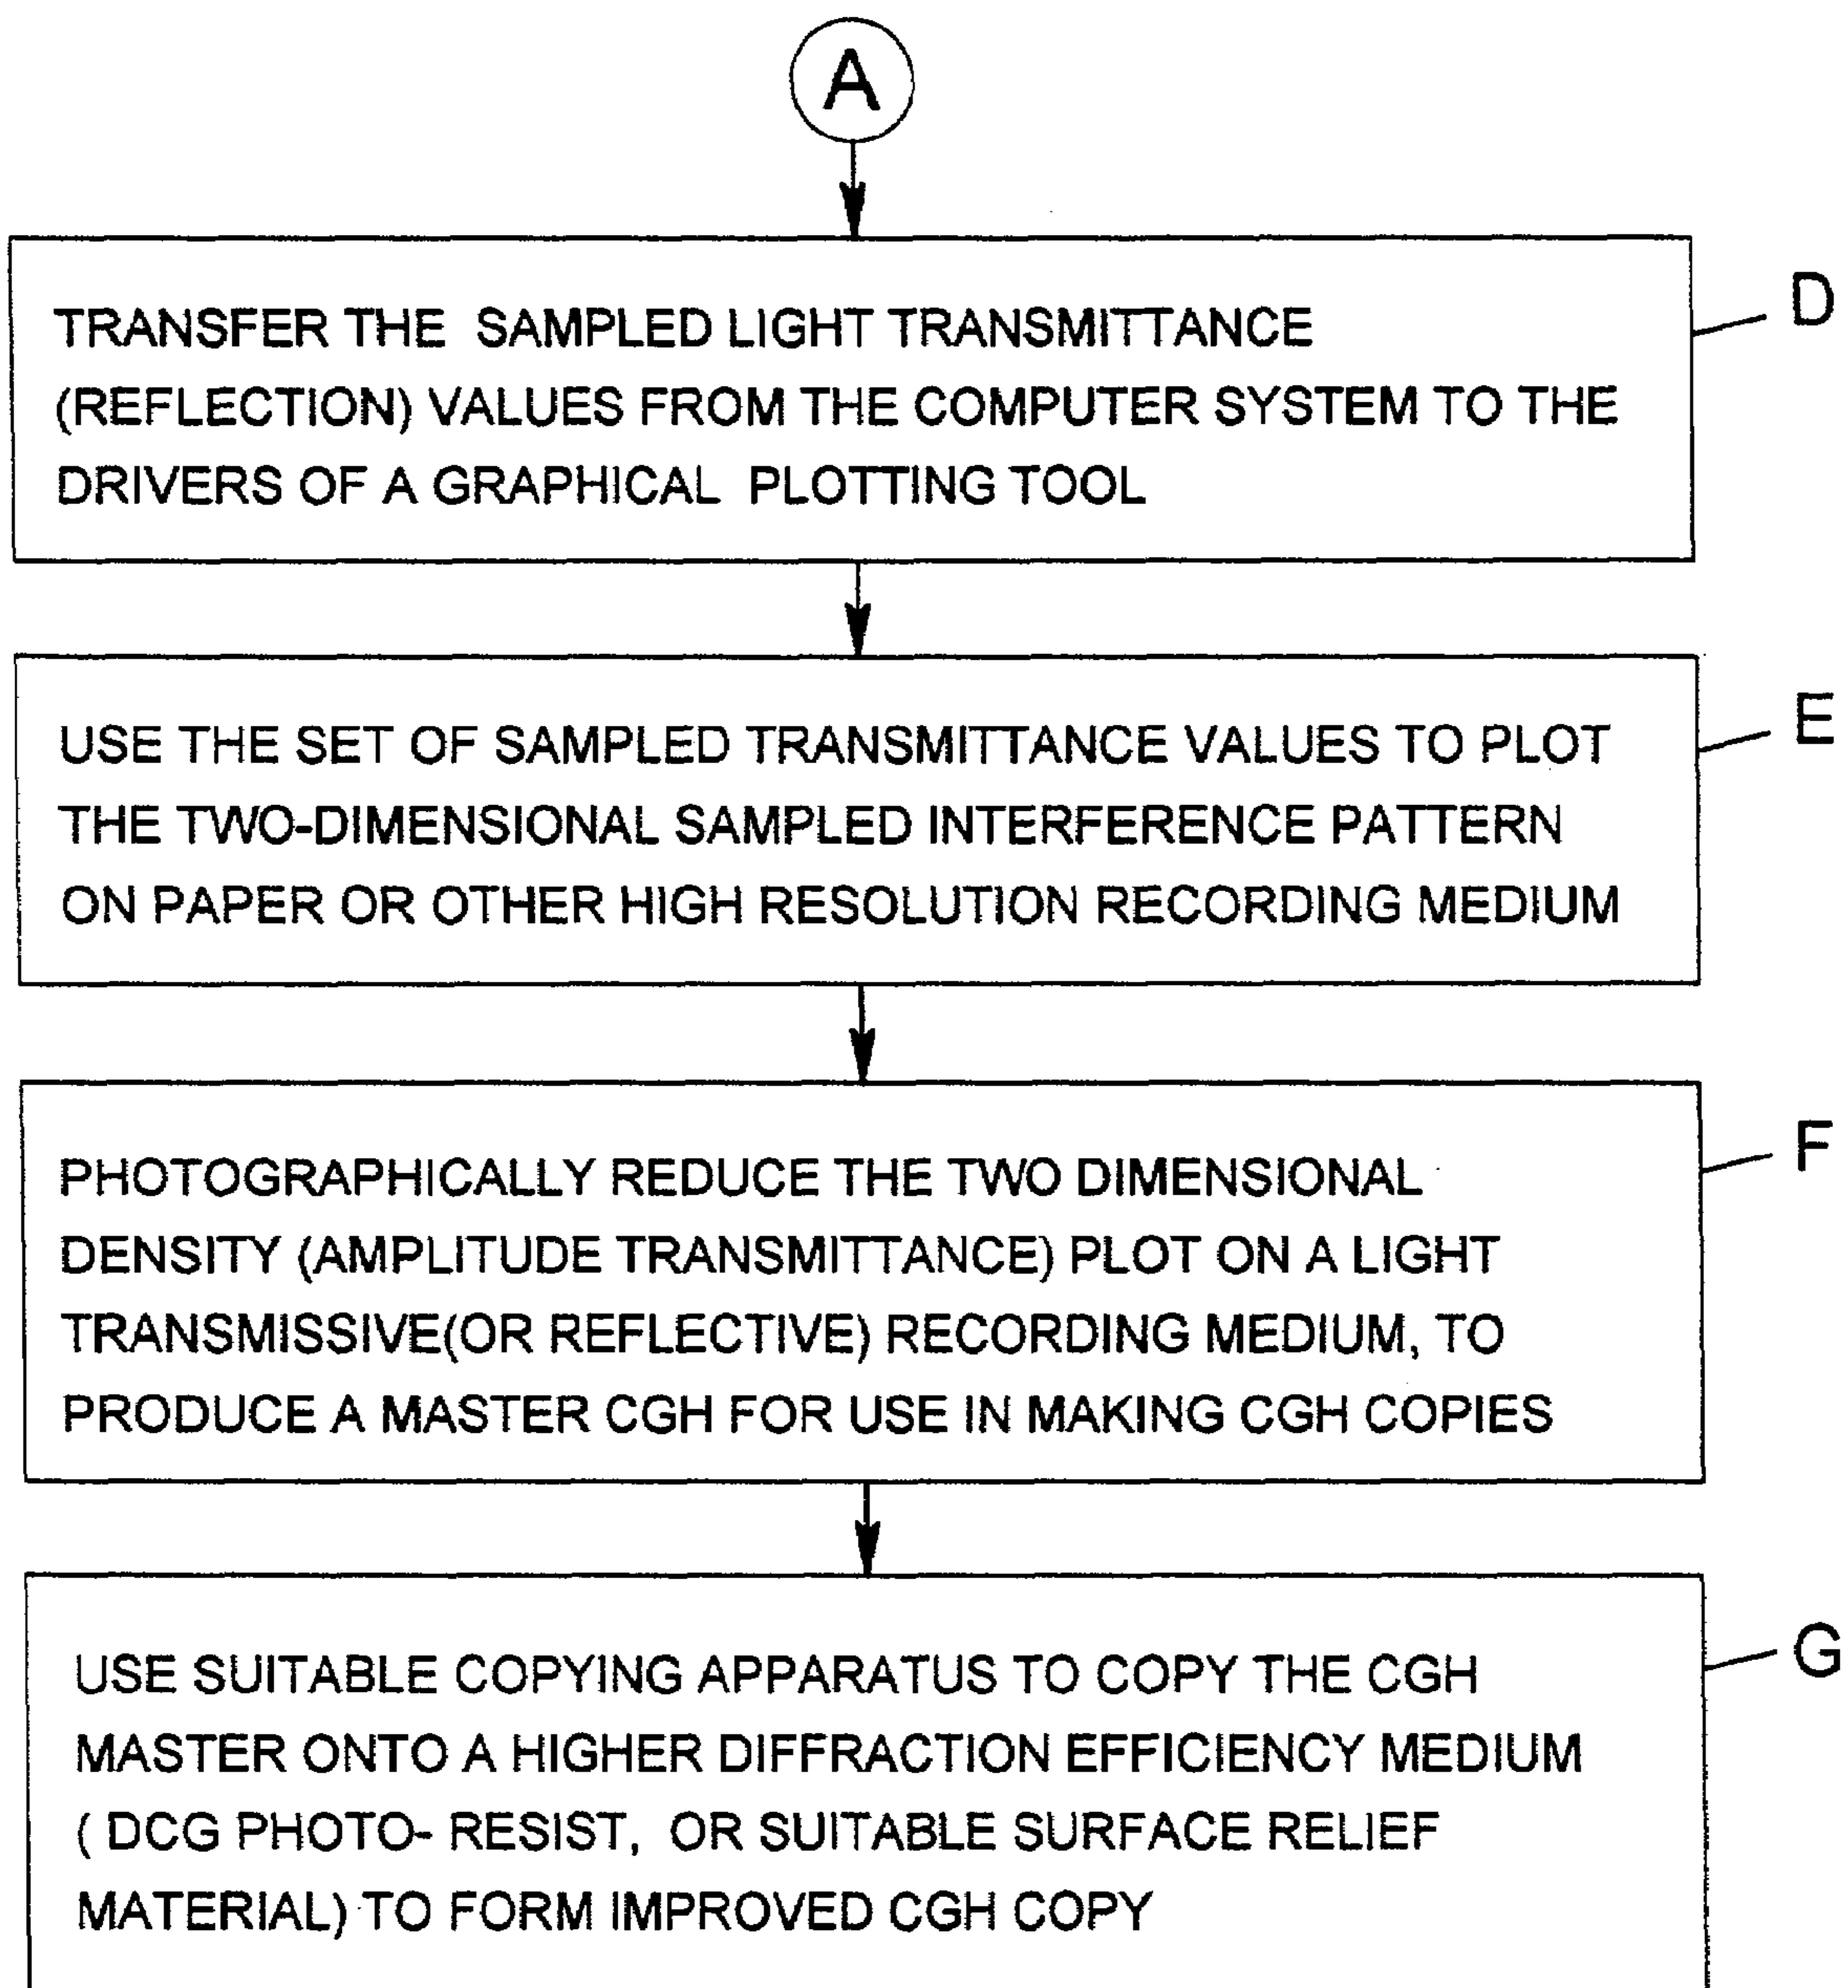 A
TRANSFER THE SAMPLED LIGHT TRANSMITTANCE
D
(REFLECTION) VALUES FROM THE COMPUTER SYSTEM TO THE
DRIVERS OF A GRAPHICAL PLOTTING TOOL
USE THE SET OF SAMPLED TRANSMITTANCE VALUES TO PLOT
E
THE TWO-DIMENSIONAL SAMPLED INTERFERENCE PATTERN
ON PAPER OR OTHER HIGH RESOLUTION RECORDING MEDIUM
PHOTOGRAPHICALLY REDUCE THE TWO DIMENSIONAL
F
DENSITY (AMPLITUDE TRANSMITTANCE) PLOT ON A LIGHT
TRANSMISSIVE(OR REFLECTIVE) RECORDING MEDIUM, TO
PRODUCE A MASTER CGH FOR USE IN MAKING CGH COPIES
USE SUITABLE COPYING APPARATUS TO COPY THE CGH
G
MASTER ONTO A HIGHER DIFFRACTION EFFICIENCY MEDIUM
( DCG PHOTO- RESIST, OR SUITABLE SURFACE RELIEF
MATERIAL) TO FORM IMPROVED CGH COPY